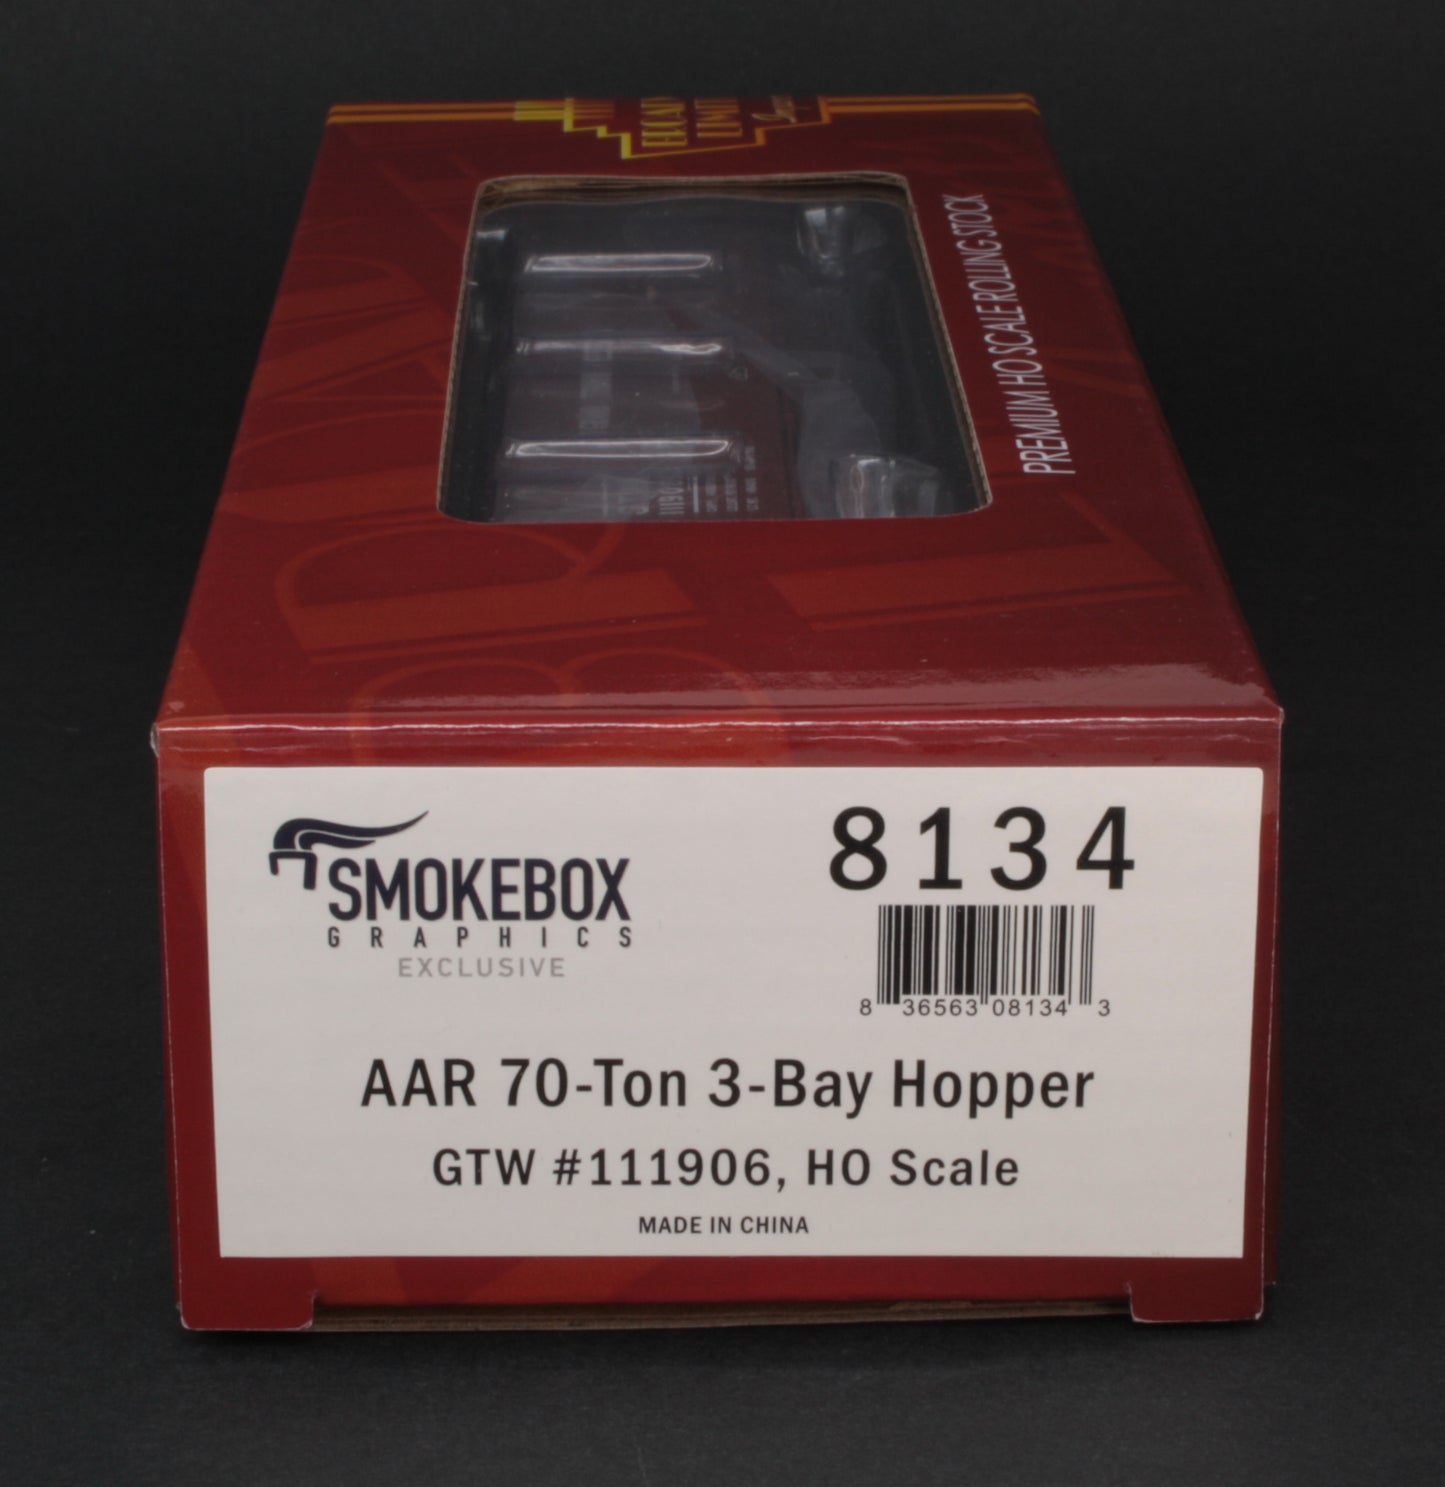 PREMIUM HO SCALE ROLLING STOCK
SMOKEBOX
GRAPHICS
EXCLUSIVE
8134
8 36563 08134 3
AAR 70-Ton 3-Bay Hopper
GTW #111906, HO Scale
MADE IN CHINA